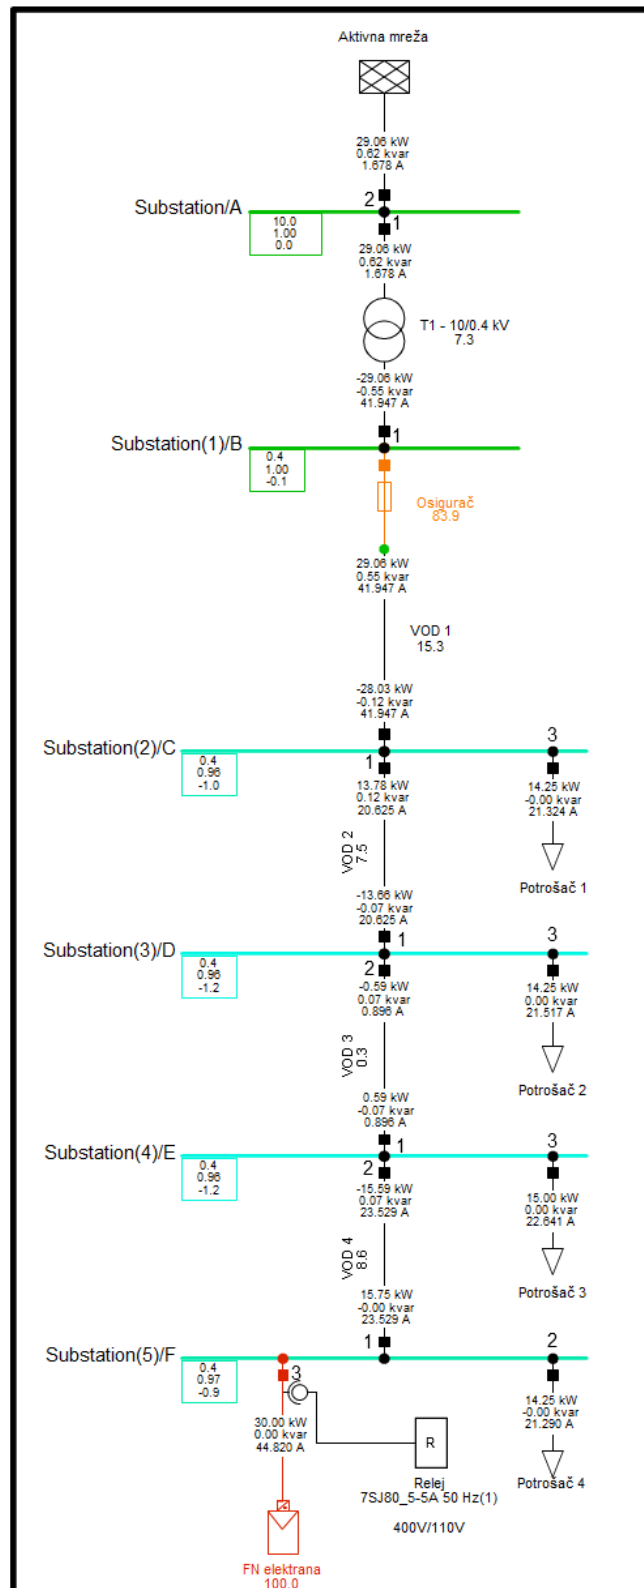 Aktivna mreža
29.06 kW
0.62 kvar
1.678 A
2
Substation/A
1
10.0
1.00
0.0
29.06 kW
0.62 kvar
1.678 A
T1 - 10/0.4 kV
7.3
-29.06 kW
-0.55 kvar
41.947 A
1
Substation(1)/B
0.4
1.00
-0.1
Osigurač
83.9
29.06 kW
0.55 kvar
41.947 A
VOD 1
15.3
-28.03 kW
-0.12 kvar
41.947 A
3
Substation(2)/C
1
0.4
0.96
-1.0
13.78 kW
0.12 kvar
20.625 A
14.25 kW
-0.00 kvar
21.324 A
VOD 2
7.5
Potrošač 1
-13.66 kW
-0.07 kvar
20.625 A
1
3
Substation(3)/D
2
0.4
0.96
-1.2
-0.59 kW
0.07 kvar
0.896 A
14.25 kW
0.00 kvar
21.517 A
VOD 3
0.3
Potrošač 2
0.59 kW
-0.07 kvar
0.896 A
1
3
Substation(4)/E
2
0.4
0.96
-1.2
-15.59 kW
0.07 kvar
23.529 A
15.00 kW
0.00 kvar
22.641 A
VOD 4
8.6
Potrošač 3
15.75 kW
-0.00 kvar
23.529 A
1
2
Substation(5)/F
3
0.4
0.97
-0.9
30.00 kW
0.00 kvar
44.820 A
14.25 kW
-0.00 kvar
21.290 A
R
Relej
7SJ80_5-5A 50 Hz(1)
400V/110V
Potrošač 4
FN elektrana
100.0